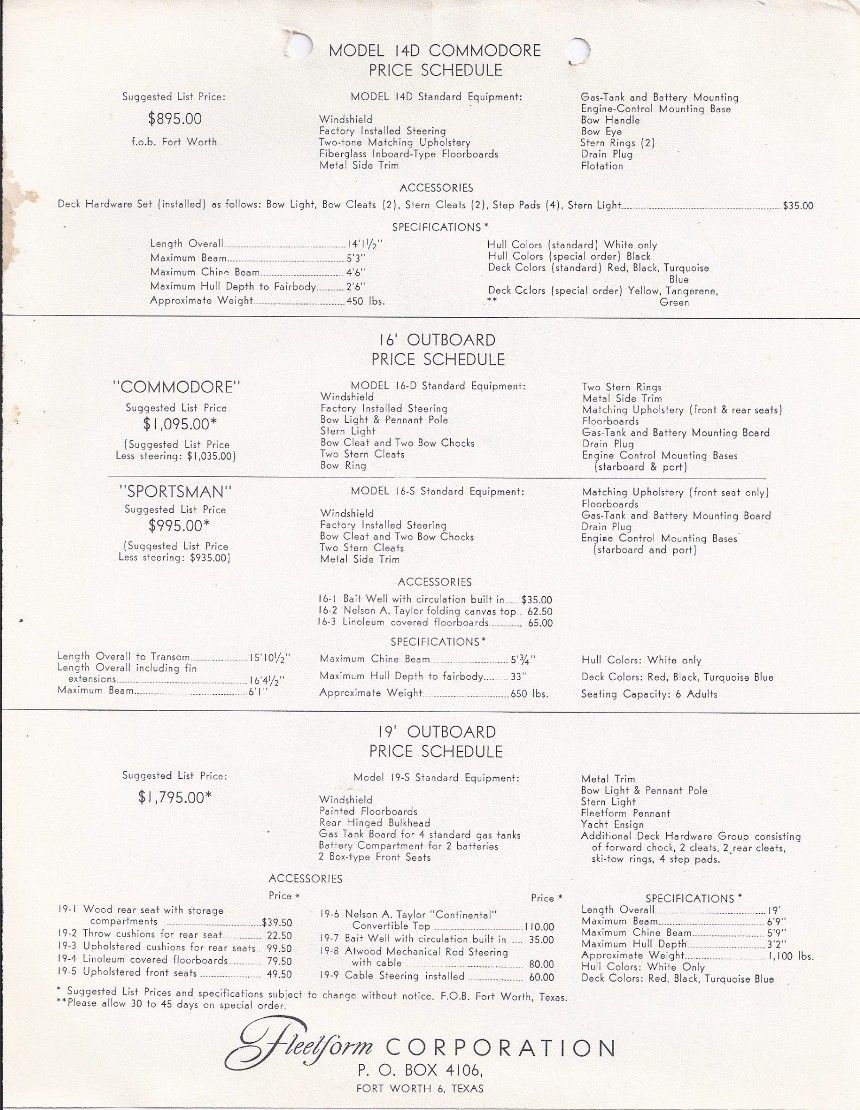 MODEL 14D COMMODORE
PRICE SCHEDULE
Suggested List Price:
$895.00
f.o.b. Fort Worth
MODEL 14D Standard Equipment:
Windshield
Factory Installed Steering
Two-tone Matching Upholstery
Fiberglass Inboard-Type Floorboards
Metal Side Trim
Gas-Tank and Battery Mounting
Engine-Control Mounting Base
Bow Handle
Bow Eye
Stern Rings (2)
Drain Plug
Flotation
ACCESSORIES
Deck Hardware Set (installed) as follows: Bow Light, Bow Cleats (2), Stern Cleats (2), Step Pads (4), Stern Light $35.00
SPECIFICATIONS*
Length Overall 14'1½"
Maximum Beam 5'3"
Maximum Chine Beam 4'6"
Maximum Hull Depth to Fairbody 2'6"
Approximate Weight 450 lbs.
Hull Colors (standard) White only
Hull Colors (special order) Black
Deck Colors (standard) Red, Black, Turquoise
Blue
Deck Colors (special order) Yellow, Tangerene,
** Green
16' OUTBOARD
PRICE SCHEDULE
"COMMODORE"
Suggested List Price
$1,095.00*
(Suggested List Price
Less steering: $1,035.00)
MODEL 16-D Standard Equipment:
Windshield
Factory Installed Steering
Bow Light & Pennant Pole
Stern Light
Bow Cleat and Two Bow Chocks
Two Stern Cleats
Bow Ring
Two Stern Rings
Metal Side Trim
Matching Upholstery (front & rear seats)
Floorboards
Gas-Tank and Battery Mounting Board
Drain Plug
Engine Control Mounting Bases
(starboard & port)
"SPORTSMAN"
Suggested List Price
$995.00*
(Suggested List Price
Less steering: $935.00)
MODEL 16-S Standard Equipment:
Windshield
Factory Installed Steering
Bow Cleat and Two Bow Chocks
Two Stern Cleats
Metal Side Trim
Matching Upholstery (front seat only)
Floorboards
Gas-Tank and Battery Mounting Board
Drain Plug
Engine Control Mounting Bases
(starboard and port)
ACCESSORIES
16-1 Bait Well with circulation built in $35.00
16-2 Nelson A. Taylor folding canvas top 62.50
16-3 Linoleum covered floorboards 65.00
SPECIFICATIONS*
Length Overall to Transom 15'10½"
Length Overall including fin
extensions 16'4½"
Maximum Beam 6'1"
Maximum Chine Beam 5'¾"
Maximum Hull Depth to fairbody 33"
Approximate Weight 650 lbs.
Hull Colors: White only
Deck Colors: Red, Black, Turquoise Blue
Seating Capacity: 6 Adults
19' OUTBOARD
PRICE SCHEDULE
Suggested List Price:
$1,795.00*
Model 19-S Standard Equipment:
Windshield
Painted Floorboards
Rear Hinged Bulkhead
Gas Tank Board for 4 standard gas tanks
Battery Compartment for 2 batteries
2 Box-type Front Seats
Metal Trim
Bow Light & Pennant Pole
Stern Light
Fleetform Pennant
Yacht Ensign
Additional Deck Hardware Group consisting
of forward chock, 2 cleats, 2 rear cleats,
ski-tow rings, 4 step pads.
ACCESSORIES
Price *
19-1 Wood rear seat with storage
compartments $39.50
19-2 Throw cushions for rear seat 22.50
19-3 Upholstered cushions for rear seats 99.50
19-4 Linoleum covered floorboards 79.50
19-5 Upholstered front seats 49.50
Price *
19-6 Nelson A. Taylor "Continental"
Convertible Top 110.00
19-7 Bait Well with circulation built in 35.00
19-8 Atwood Mechanical Rod Steering
with cable 80.00
19-9 Cable Steering installed 60.00
SPECIFICATIONS *
Length Overall 19'
Maximum Beam 6'9"
Maximum Chine Beam 5'9"
Maximum Hull Depth 3'2"
Approximate Weight 1,100 lbs.
Hull Colors: White Only
Deck Colors: Red, Black, Turquoise Blue
* Suggested List Prices and specifications subject to change without notice. F.O.B. Fort Worth, Texas.
**Please allow 30 to 45 days on special order.
Fleetform CORPORATION
P. O. BOX 4106,
FORT WORTH 6, TEXAS